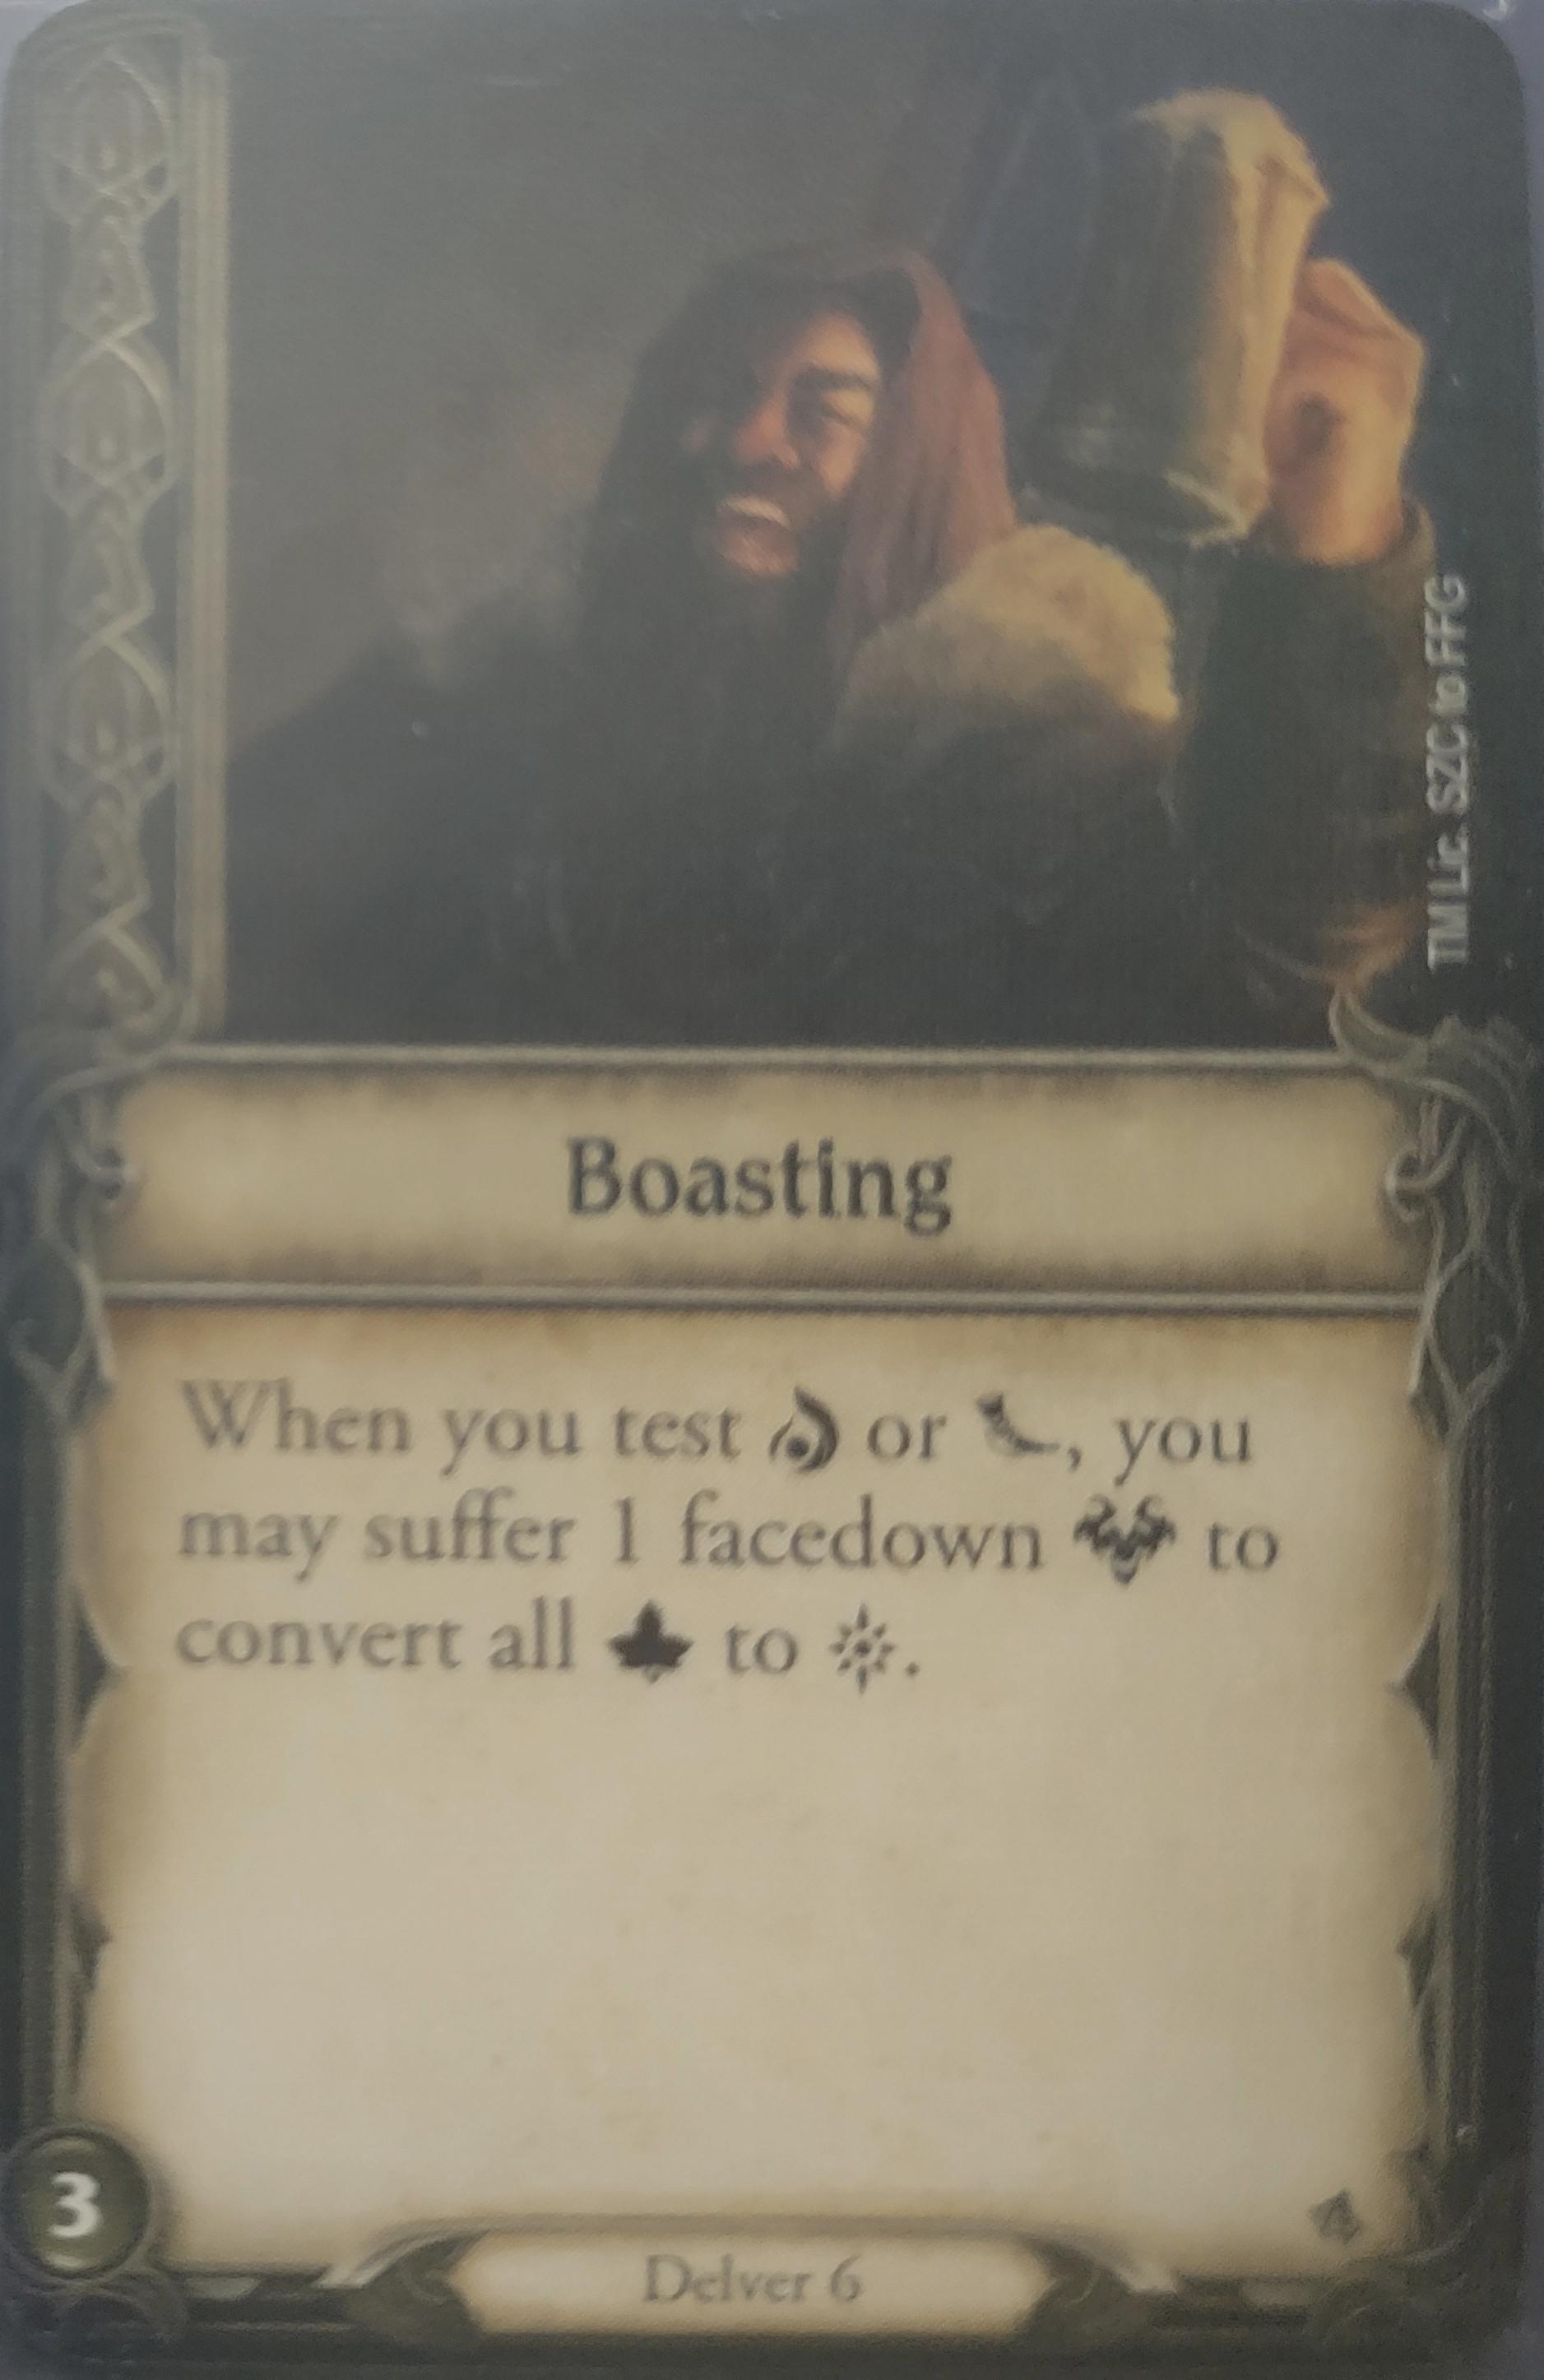 TM Lic. SZC to FFG
Boasting
When you test or , you
may suffer 1 facedown to
convert all to .
3
Delver 6